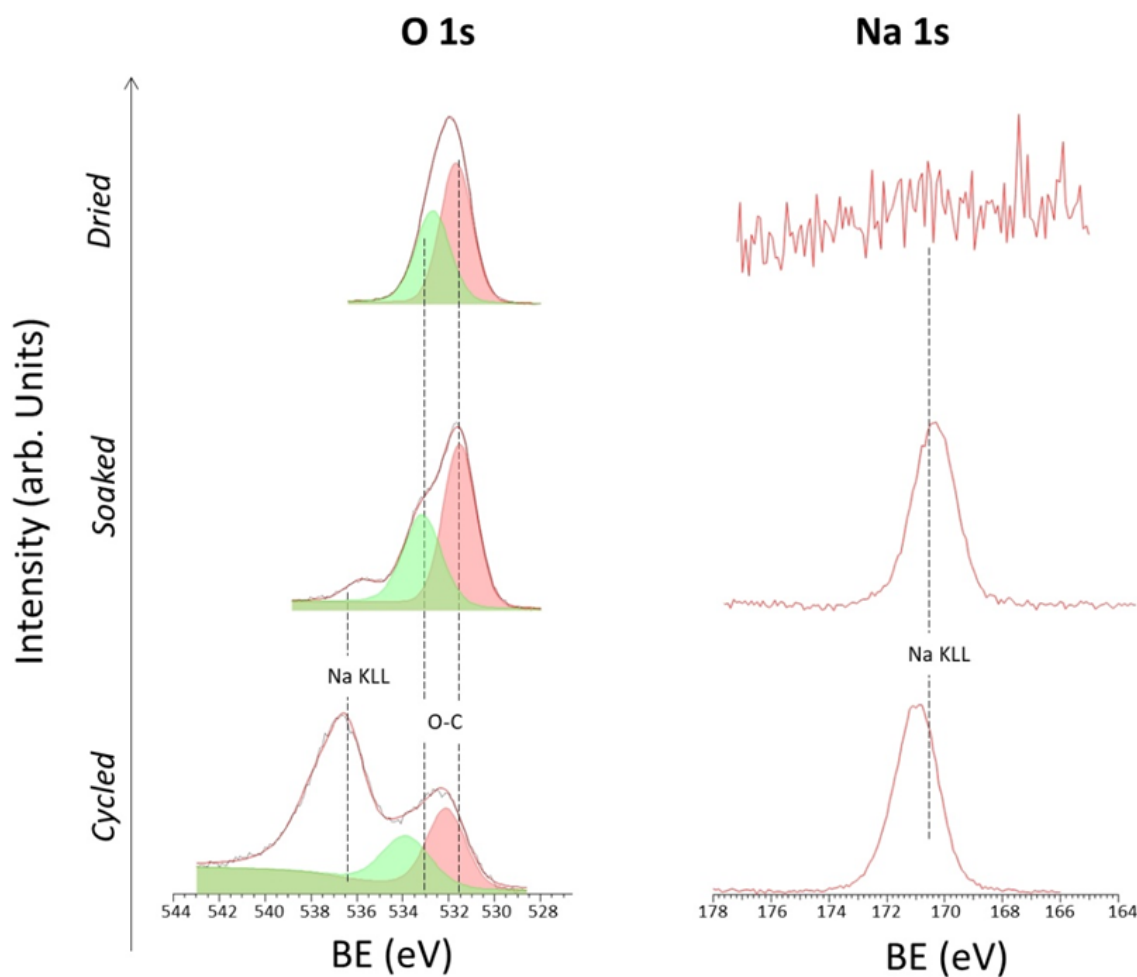 O 1s
Na 1s
Intensity (arb. Units)
Dried
Soaked
Cycled
Na KLL
O-C
Na KLL
544 542 540 538 536 534 532 530 528
178 176 174 172 170 168 166 164
BE (eV)
BE (eV)